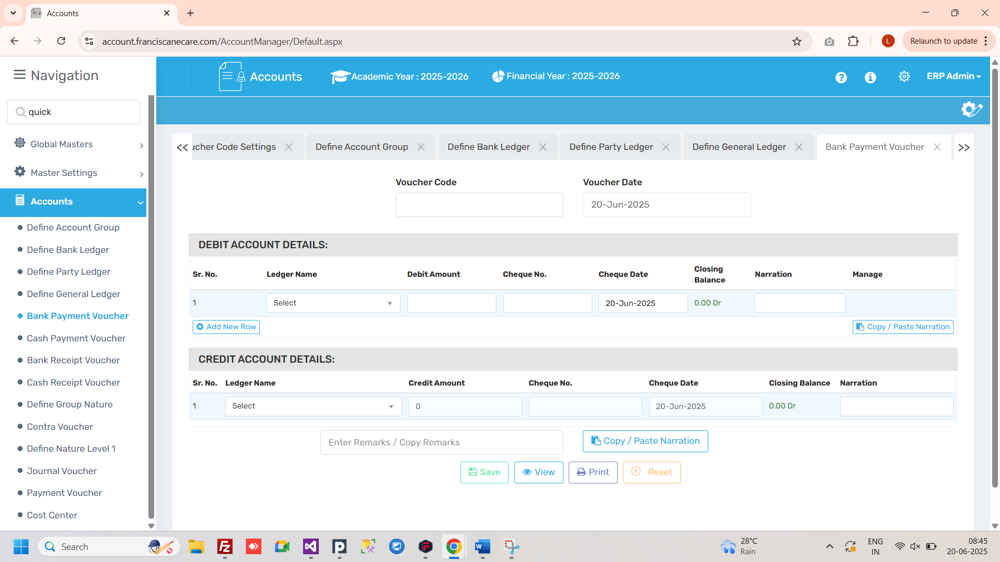 Accounts
account.franciscanecare.com/AccountManager/Default.aspx
L
Relaunch to update
Navigation
Accounts
Academic Year : 2025-2026
Financial Year : 2025-2026
ERP Admin
quick
Global Masters
Master Settings
Accounts
Define Account Group
Define Bank Ledger
Define Party Ledger
Define General Ledger
Bank Payment Voucher
Cash Payment Voucher
Bank Receipt Voucher
Cash Receipt Voucher
Define Group Nature
Contra Voucher
Define Nature Level 1
Journal Voucher
Payment Voucher
Cost Center
<< ucher Code Settings Define Account Group Define Bank Ledger Define Party Ledger Define General Ledger Bank Payment Voucher >>
Voucher Code Voucher Date
20-Jun-2025
DEBIT ACCOUNT DETAILS:
Sr. No. Ledger Name Debit Amount Cheque No. Cheque Date Closing Balance Narration Manage
1 Select 20-Jun-2025 0.00 Dr
Add New Row Copy / Paste Narration
CREDIT ACCOUNT DETAILS:
Sr. No. Ledger Name Credit Amount Cheque No. Cheque Date Closing Balance Narration
1 Select 0 20-Jun-2025 0.00 Dr
Enter Remarks / Copy Remarks Copy / Paste Narration
Save View Print Reset
Search
28°C
Rain
ENG
IN
08:45
20-06-2025